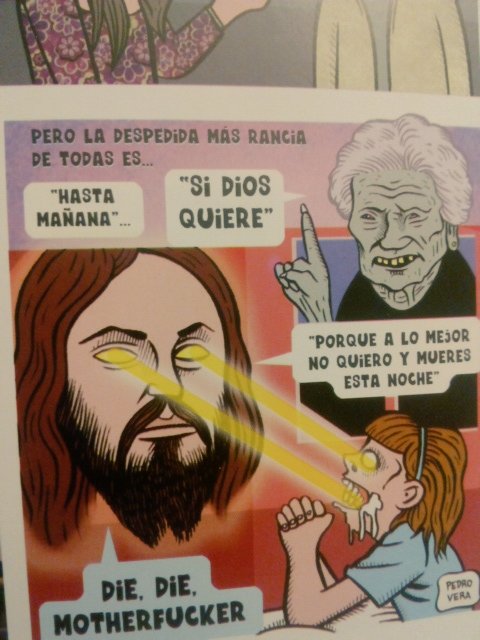 PERO LA DESPEDIDA MÁS RANCIA
DE TODAS ES...
"HASTA
MAÑANA"...
"SI DIOS
QUIERE"
"PORQUE A LO MEJOR
NO QUIERO Y MUERES
ESTA NOCHE"
DIE, DIE,
MOTHERFUCKER
PEDRO
VERA